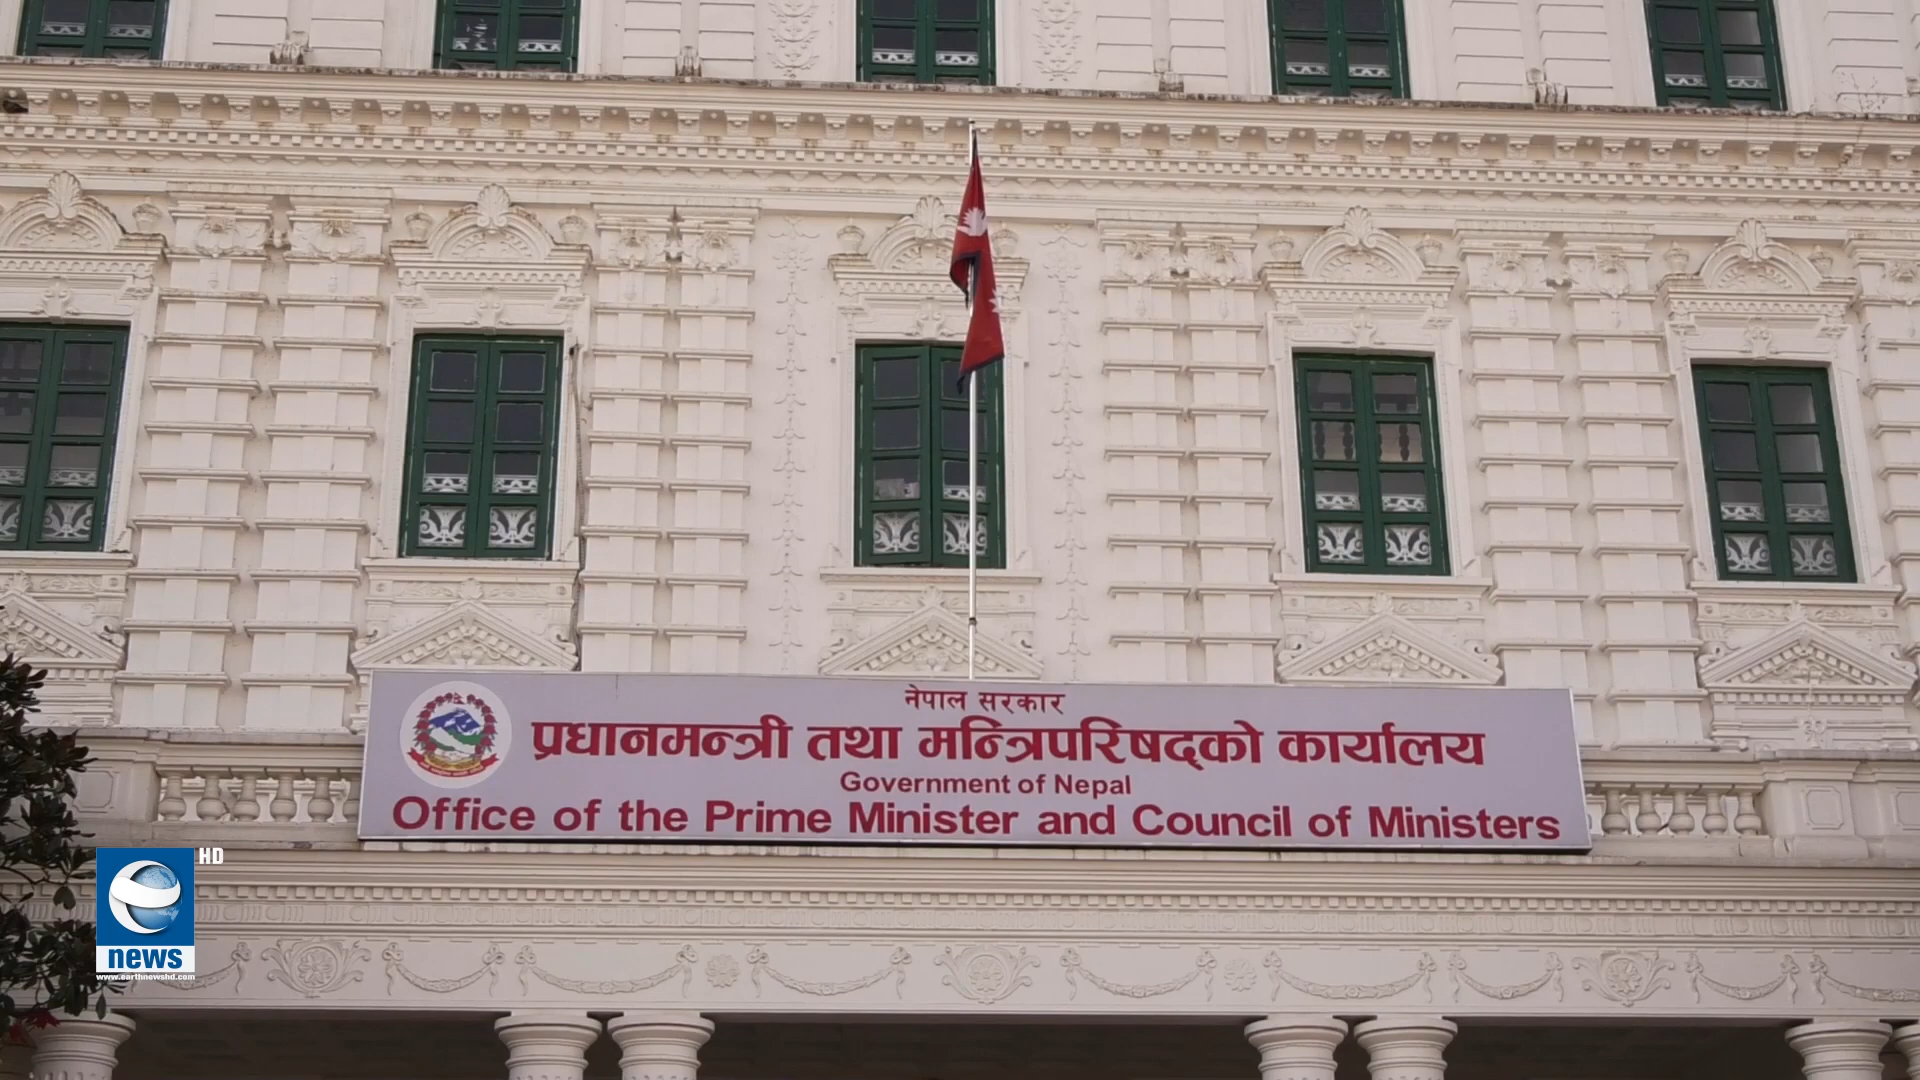 नेपाल सरकार
प्रधानमन्त्री तथा मन्त्रिपरिषद्को कार्यालय
Government of Nepal
Office of the Prime Minister and Council of Ministers
HD
news
www.earthnewshd.com